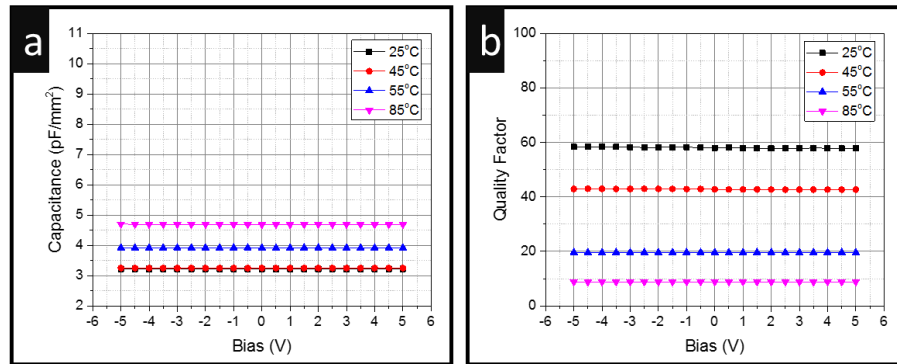 a
11
10
9
8
7
6
5
4
3
2
Capacitance (pF/mm²)
25°C
45°C
55°C
85°C
-6 -5 -4 -3 -2 -1 0 1 2 3 4 5 6
Bias (V)
b
100
80
60
40
20
0
Quality Factor
25°C
45°C
55°C
85°C
-6 -5 -4 -3 -2 -1 0 1 2 3 4 5 6
Bias (V)